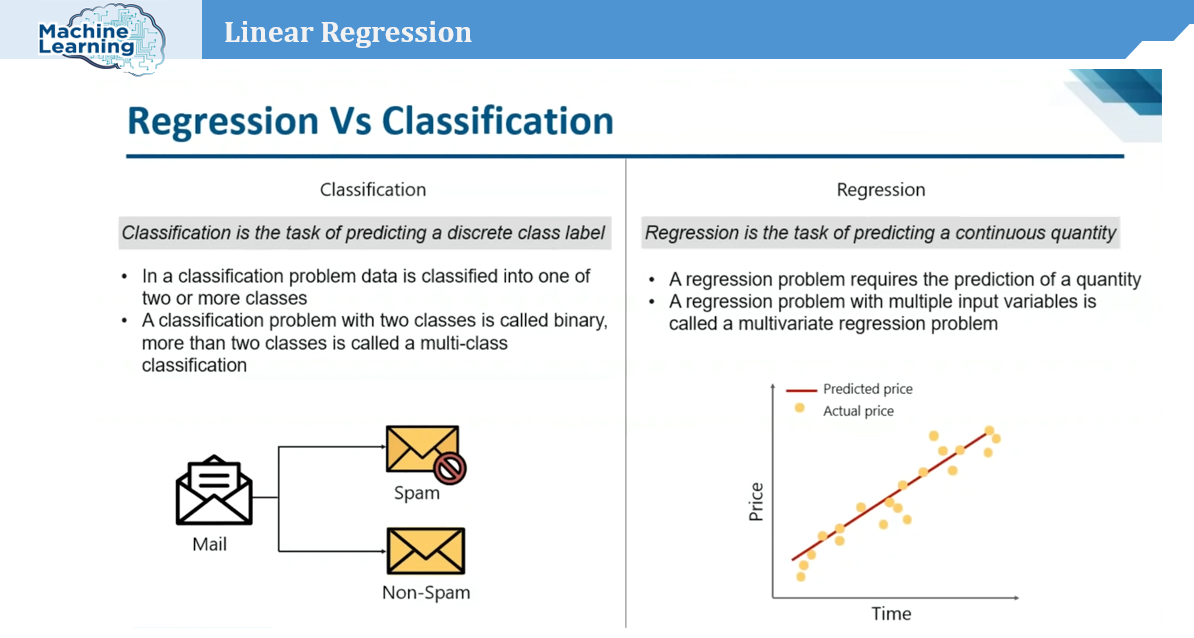 Machine
Learning
Linear Regression
Regression Vs Classification
Classification
Classification is the task of predicting a discrete class label
• In a classification problem data is classified into one of
two or more classes
• A classification problem with two classes is called binary,
more than two classes is called a multi-class
classification
Mail
Spam
Non-Spam
Regression
Regression is the task of predicting a continuous quantity
• A regression problem requires the prediction of a quantity
• A regression problem with multiple input variables is
called a multivariate regression problem
Predicted price
Actual price
Price
Time